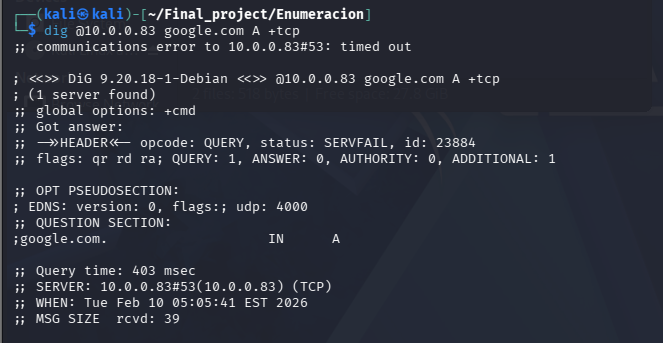 ┌──(kali㉿kali)-[~/Final_project/Enumeracion]
└─$ dig @10.0.0.83 google.com A +tcp
;; communications error to 10.0.0.83#53: timed out

; <<>> DiG 9.20.18-1-Debian <<>> @10.0.0.83 google.com A +tcp
; (1 server found)
;; global options: +cmd
;; Got answer:
;; ->>HEADER<<- opcode: QUERY, status: SERVFAIL, id: 23884
;; flags: qr rd ra; QUERY: 1, ANSWER: 0, AUTHORITY: 0, ADDITIONAL: 1

;; OPT PSEUDOSECTION:
; EDNS: version: 0, flags:; udp: 4000
;; QUESTION SECTION:
;google.com. IN A

;; Query time: 403 msec
;; SERVER: 10.0.0.83#53(10.0.0.83) (TCP)
;; WHEN: Tue Feb 10 05:05:41 EST 2026
;; MSG SIZE rcvd: 39